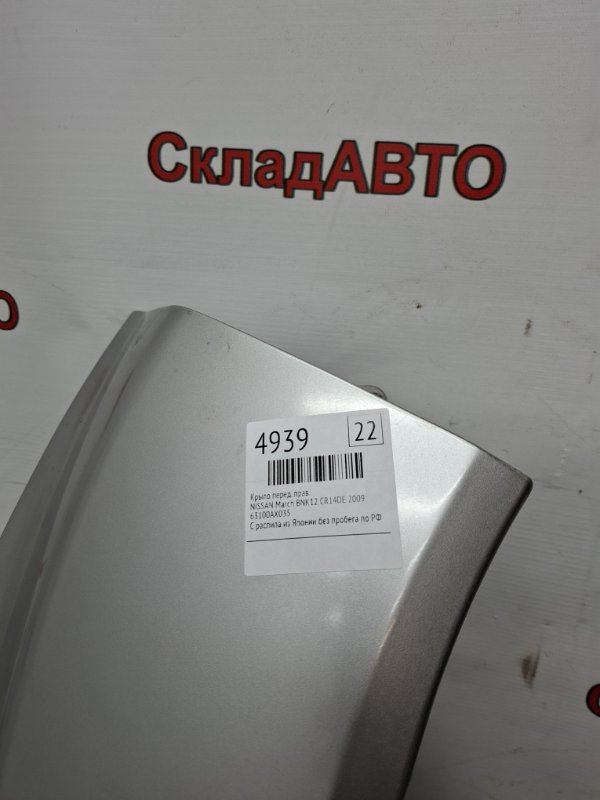 СкладАВТО
О
4939 22
Крыло перед. прав.
NISSAN March BNK12 CR14DE 2009
63100AX035
С распила из Японии без пробега по РФ